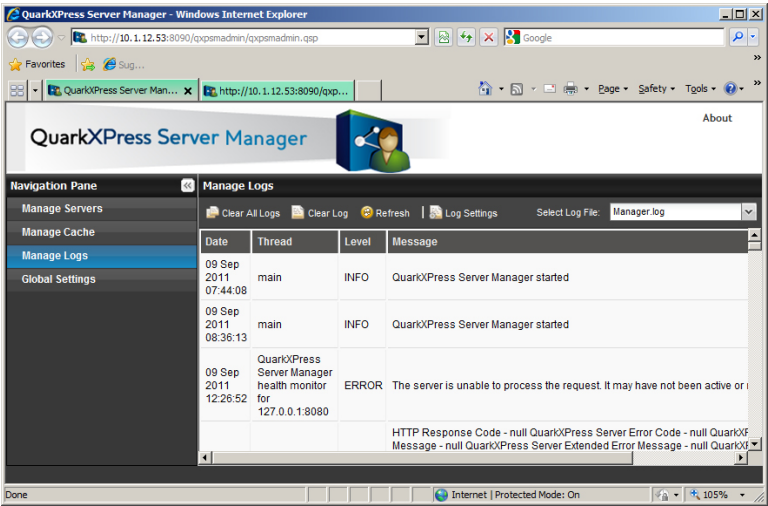 QuarkXPress Server Manager - Windows Internet Explorer
http://10.1.12.53:8090/qxpsmadmin/qxpsmadmin.qsp
Google
Favorites
Sug...
QuarkXPress Server Man...
http://10.1.12.53:8090/qxp...
Page
Safety
Tools
QuarkXPress Server Manager
About
Navigation Pane
Manage Servers
Manage Cache
Manage Logs
Global Settings
Manage Logs
Clear All Logs
Clear Log
Refresh
Log Settings
Select Log File:
Manager.log
Date Thread Level Message
09 Sep
2011
07:44:08
main
INFO
QuarkXPress Server Manager started
09 Sep
2011
08:36:13
main
INFO
QuarkXPress Server Manager started
09 Sep
2011
12:26:52
QuarkXPress
Server Manager
health monitor
for
127.0.0.1:8080
ERROR
The server is unable to process the request. It may have not been active or
HTTP Response Code - null QuarkXPress Server Error Code - null
Message - null QuarkXPress Server Extended Error Message - null
Done
Internet | Protected Mode: On
105%